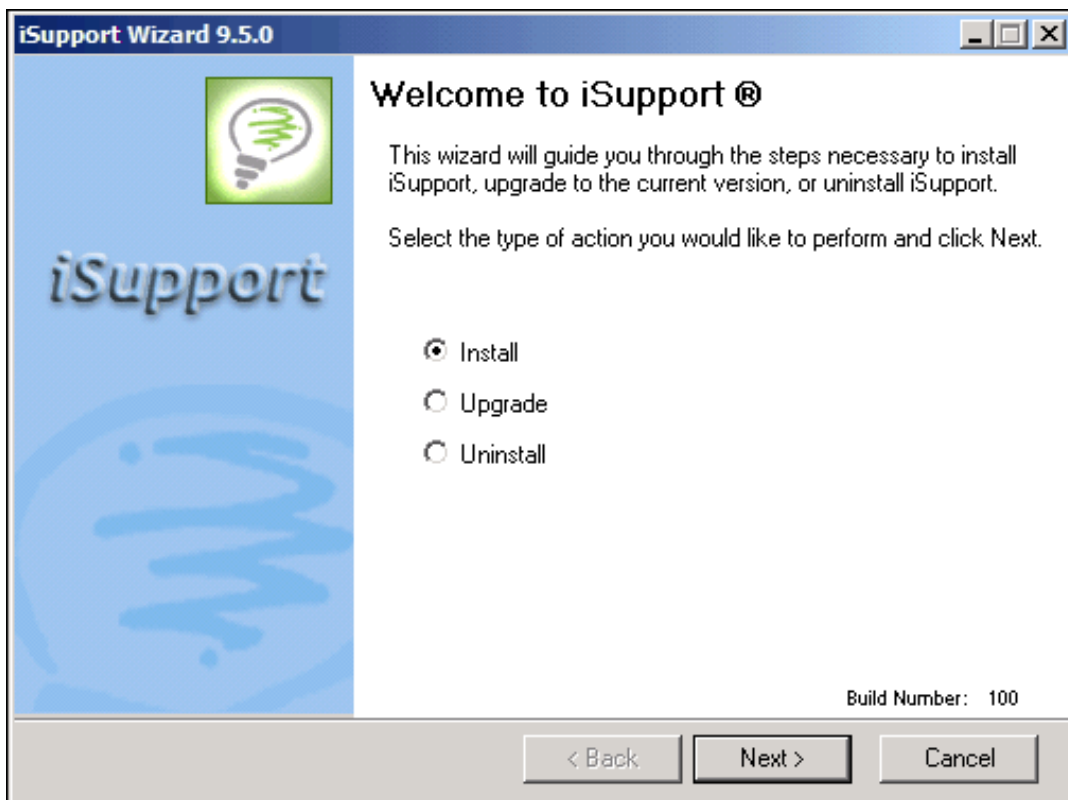 iSupport Wizard 9.5.0
Welcome to iSupport ®
This wizard will guide you through the steps necessary to install
iSupport, upgrade to the current version, or uninstall iSupport.
Select the type of action you would like to perform and click Next.
iSupport
Install
Upgrade
Uninstall
Build Number: 100
< Back
Next >
Cancel